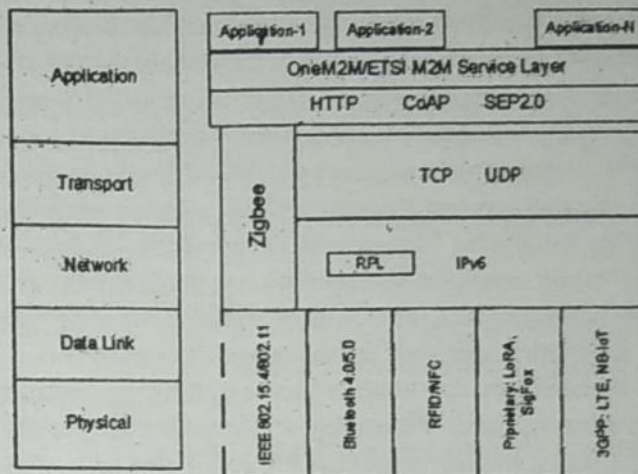 Application
Transport
Network
Data Link
Physical
Application-1
Application-2
Application-N
OneM2M/ETSI M2M Service Layer
HTTP CoAP SEP2.0
Zigbee
TCP UDP
RPL IPv6
IEEE 802.15.4/802.11
Bluetooth 4.0/5.0
RFID/NFC
Priprietary: LoRA,
SigFox
3GPP: LTE, NB-IoT